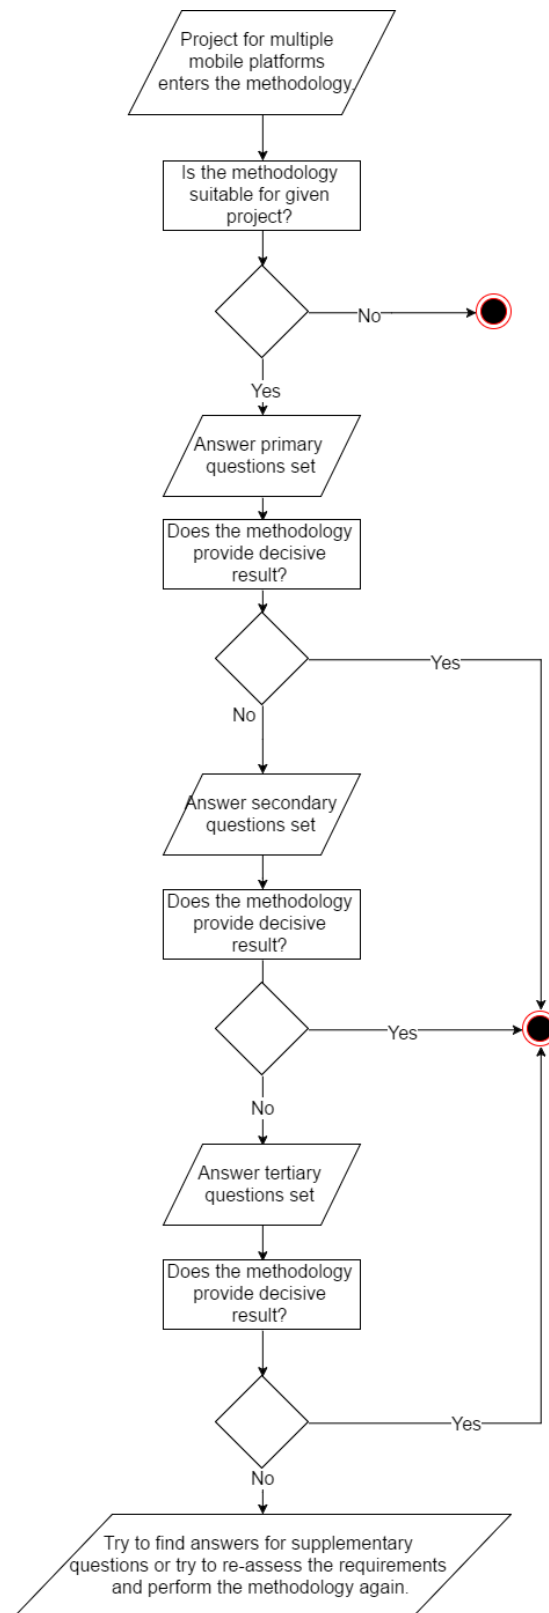 Project for multiple
mobile platforms
enters the methodology.
Is the methodology
suitable for given
project?
No
Yes
Answer primary
questions set
Does the methodology
provide decisive
result?
Yes
No
Answer secondary
questions set
Does the methodology
provide decisive
result?
Yes
No
Answer tertiary
questions set
Does the methodology
provide decisive
result?
Yes
No
Try to find answers for supplementary
questions or try to re-assess the requirements
and perform the methodology again.